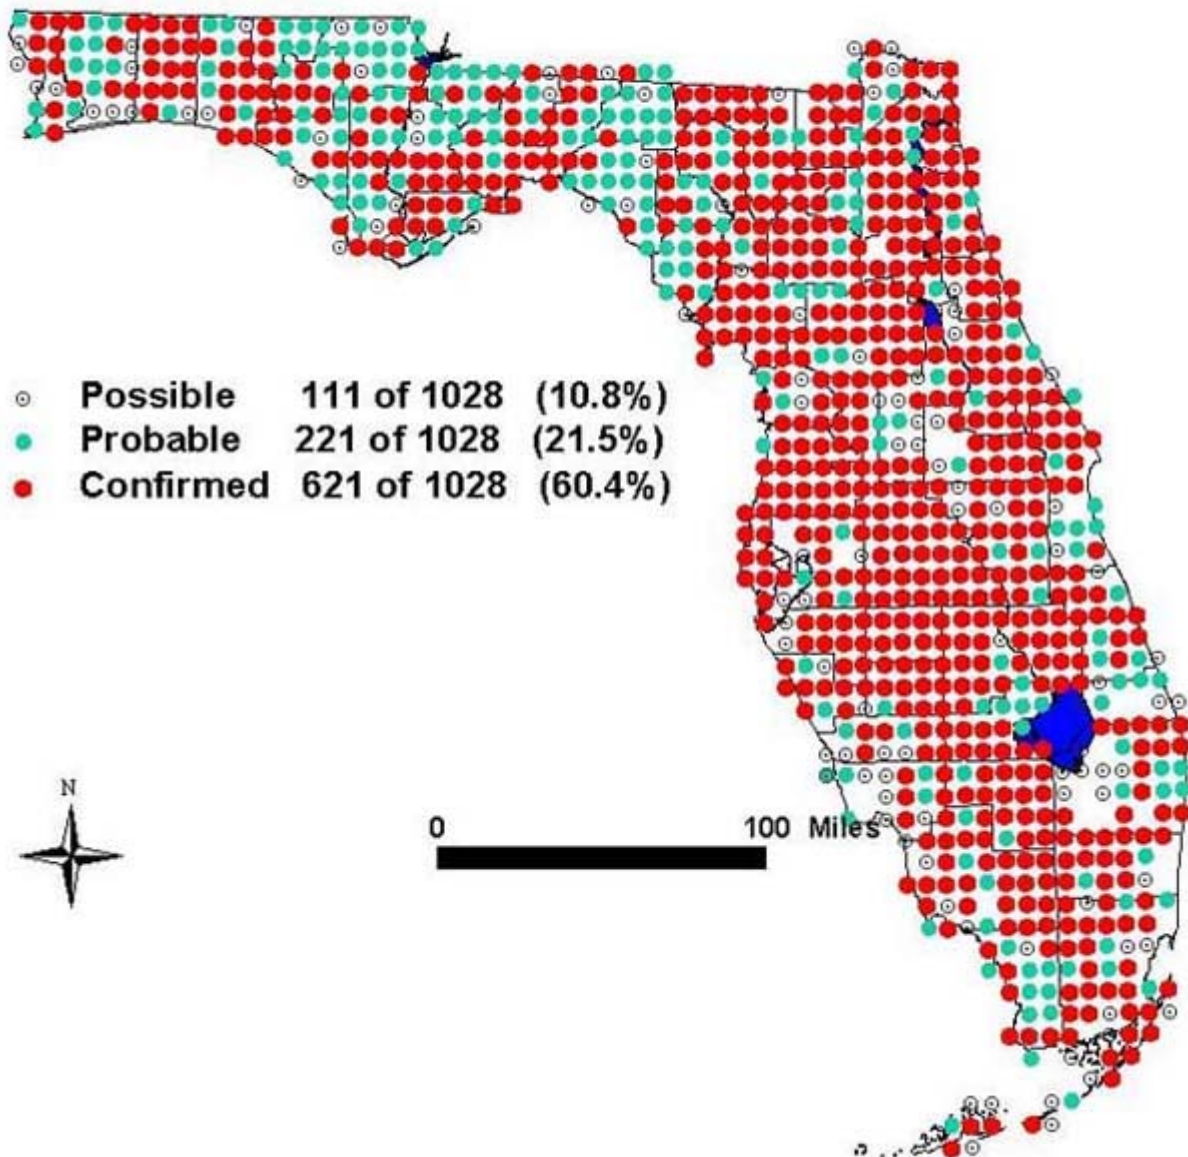 Possible 111 of 1028 (10.8%)
Probable 221 of 1028 (21.5%)
Confirmed 621 of 1028 (60.4%)
N
0 100 Miles